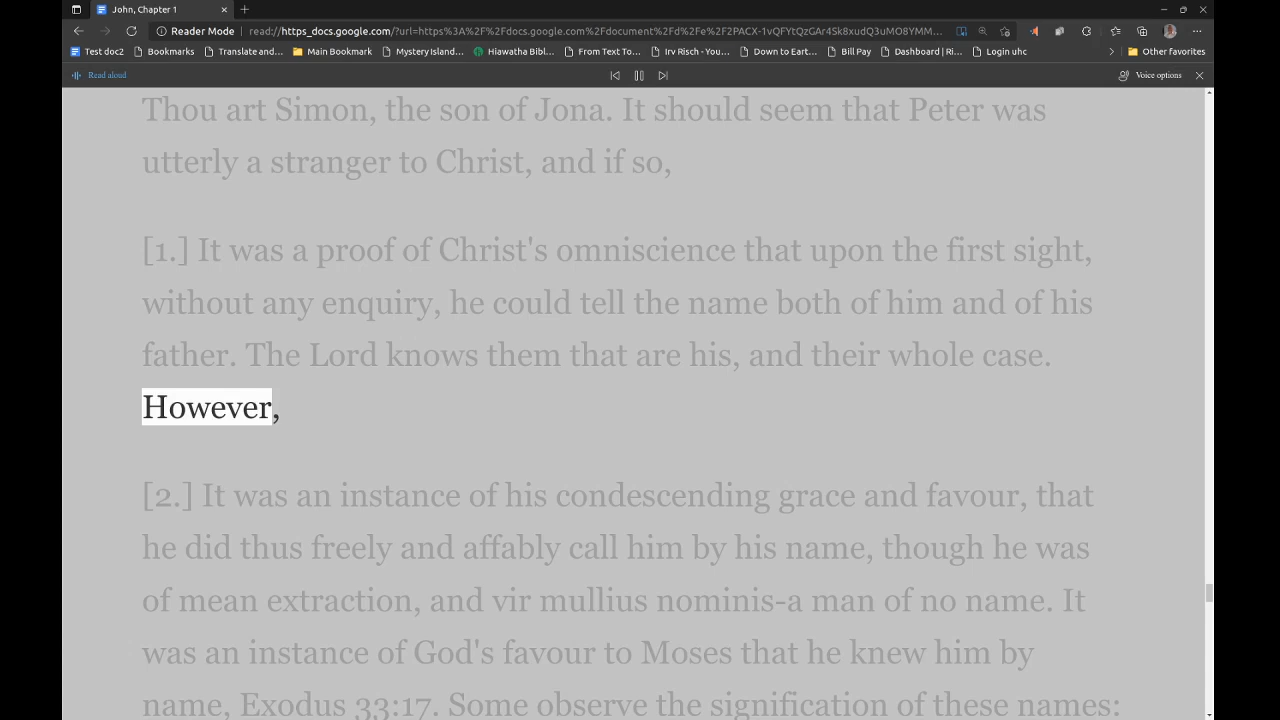 John, Chapter 1
Reader Mode read://https_docs.google.com/?url=https%3A%2F%2Fdocs.google.com%2Fdocument%2Fd%2Fe%2F2PACX-1vQFYtQzGAr4Sk8xudQ3uMO8YMM...
Test doc2 Bookmarks Translate and... Main Bookmark Mystery Island... Hiawatha Bibl... From Text To... Irv Risch - You... Down to Eart... Bill Pay Dashboard | Ri... Login uhc Other favorites
Read aloud Voice options
Thou art Simon, the son of Jona. It should seem that Peter was
utterly a stranger to Christ, and if so,
[1.] It was a proof of Christ's omniscience that upon the first sight,
without any enquiry, he could tell the name both of him and of his
father. The Lord knows them that are his, and their whole case.
However,
[2.] It was an instance of his condescending grace and favour, that
he did thus freely and affably call him by his name, though he was
of mean extraction, and vir mullius nominis-a man of no name. It
was an instance of God's favour to Moses that he knew him by
name, Exodus 33:17. Some observe the signification of these names: